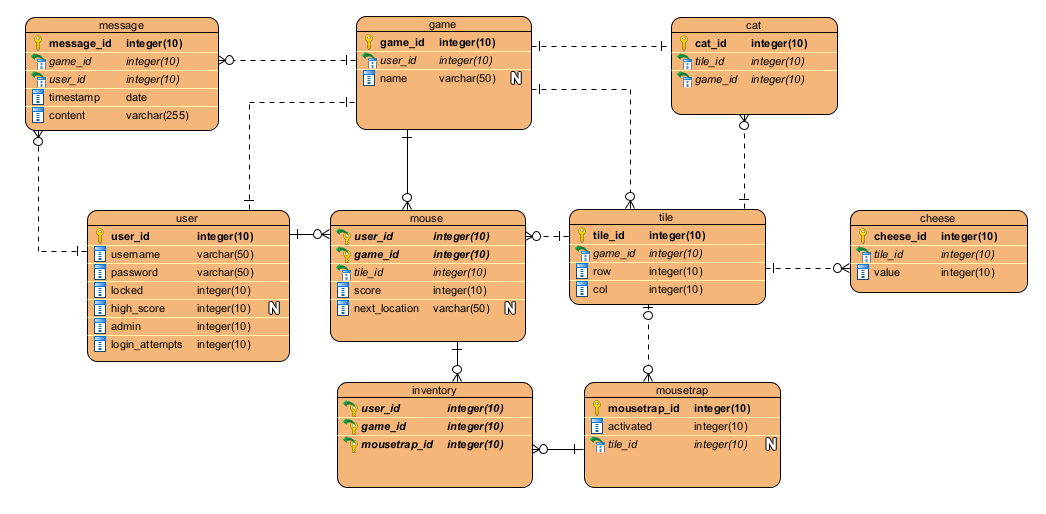 message
message_id integer(10)
game_id integer(10)
user_id integer(10)
timestamp date
content varchar(255)
game
game_id integer(10)
user_id integer(10)
name varchar(50) N
cat
cat_id integer(10)
tile_id integer(10)
game_id integer(10)
user
user_id integer(10)
username varchar(50)
password varchar(50)
locked integer(10)
high_score integer(10) N
admin integer(10)
login_attempts integer(10)
mouse
user_id integer(10)
game_id integer(10)
tile_id integer(10)
score integer(10)
next_location varchar(50) N
tile
tile_id integer(10)
game_id integer(10)
row integer(10)
col integer(10)
cheese
cheese_id integer(10)
tile_id integer(10)
value integer(10)
inventory
user_id integer(10)
game_id integer(10)
mousetrap_id integer(10)
mousetrap
mousetrap_id integer(10)
activated integer(10)
tile_id integer(10) N